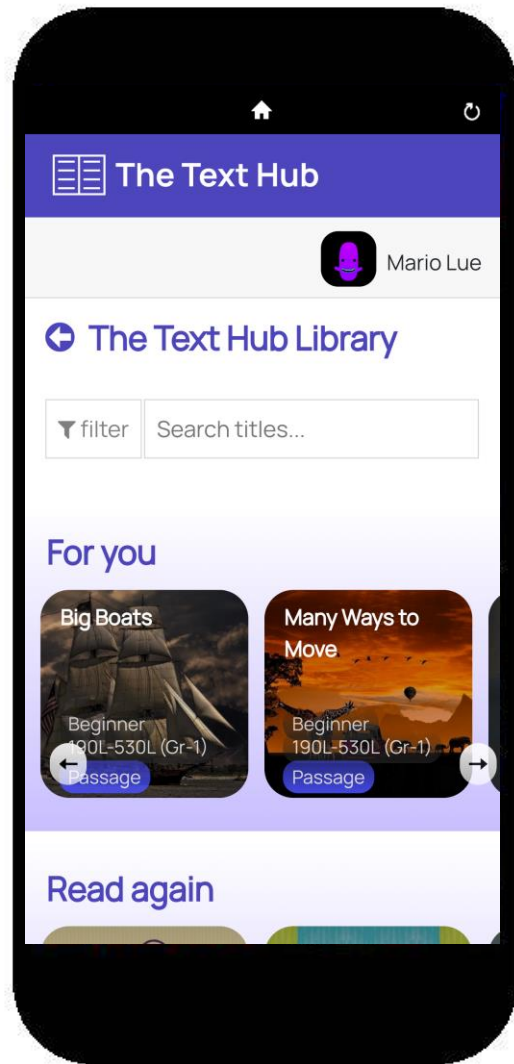 The Text Hub
Mario Lue
The Text Hub Library
filter
Search titles...
For you
Big Boats
Beginner
190L-530L (Gr-1)
Passage
Many Ways to
Move
Beginner
190L-530L (Gr-1)
Passage
Read again